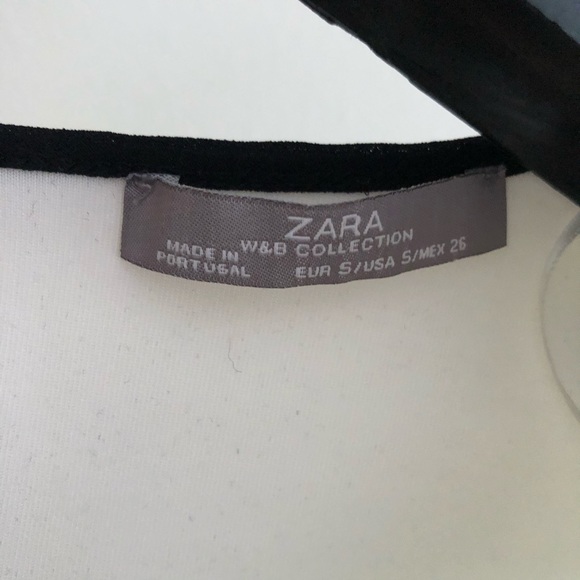 ZARA
W&B COLLECTION
MADE IN
PORTUGAL
EUR S/USA S/MEX 26